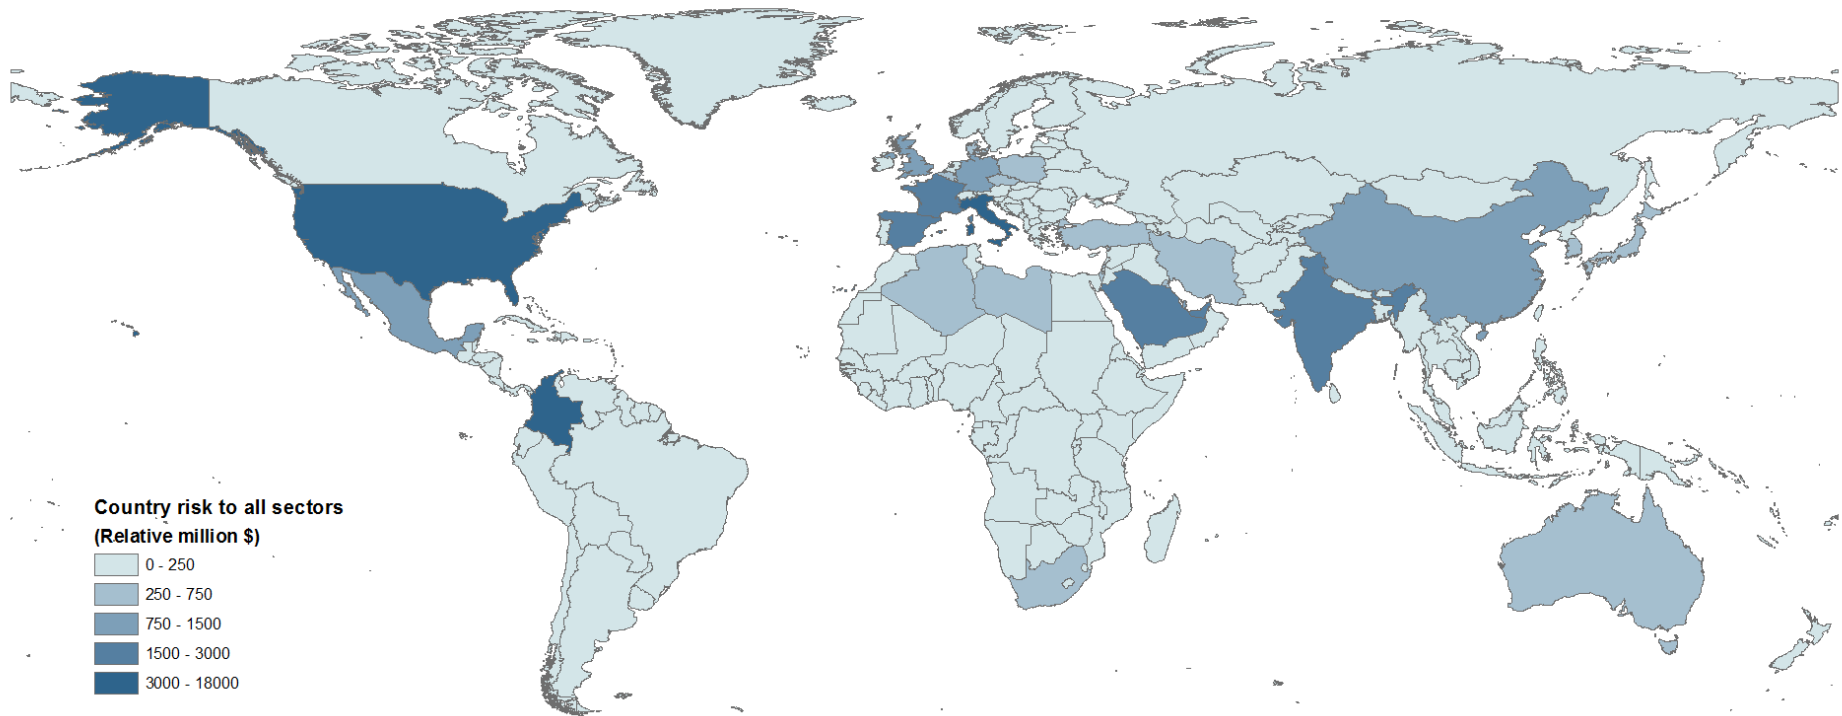 Country risk to all sectors
(Relative million $)
0 - 250
250 - 750
750 - 1500
1500 - 3000
3000 - 18000